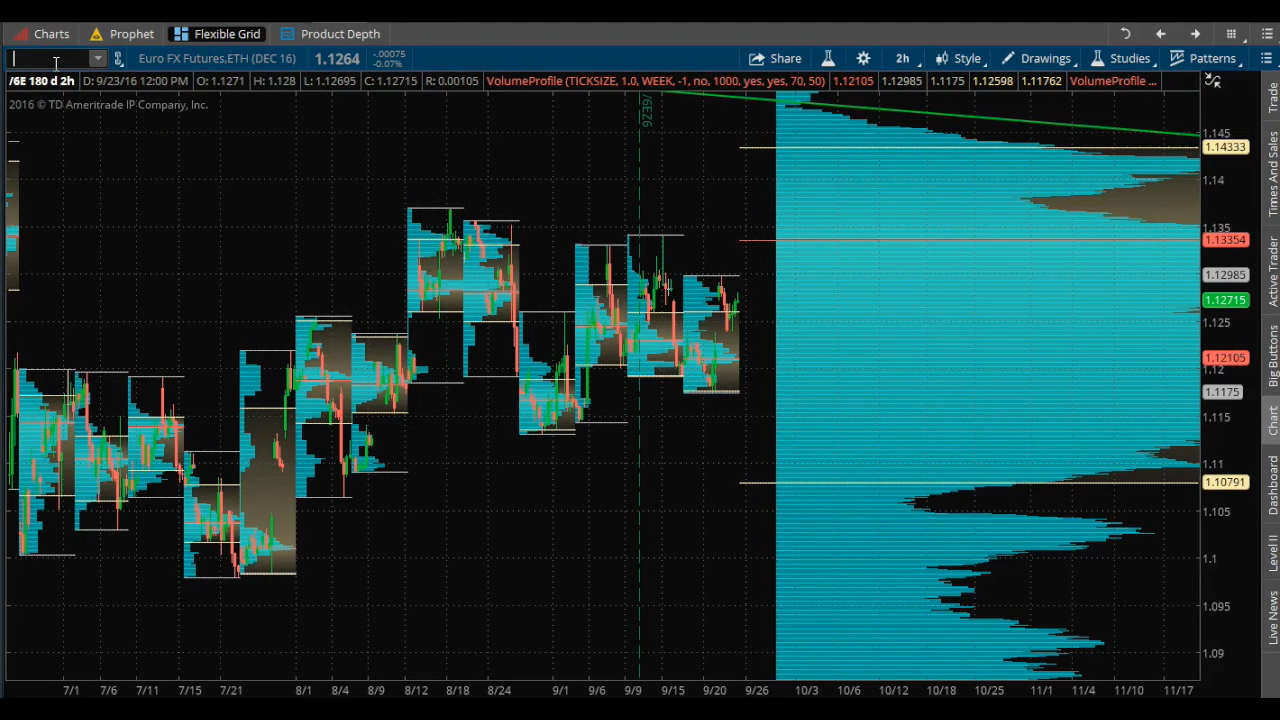 Charts Prophet Flexible Grid Product Depth
Euro FX Futures,ETH (DEC 16) 1.1264 -.00075 -0.07% Share 2h Style Drawings Studies Patterns
/6E 180 d 2h D: 9/23/16 12:00 PM O: 1.1271 H: 1.128 L: 1.12695 C: 1.12715 R: 0.00105 VolumeProfile (TICKSIZE, 1.0, WEEK, -1, no, 1000, yes, yes, 70, 50) 1.12105 1.12985 1.1175 1.12598 1.11762 VolumeProfile ...
2016 © TD Ameritrade IP Company, Inc.
/6EZ6
1.145
1.14333
1.14
1.135
1.13354
1.12985
1.12715
1.125
1.12105
1.12
1.1175
1.115
1.11
1.10791
1.105
1.1
1.095
1.09
7/1 7/6 7/11 7/15 7/21 8/1 8/4 8/9 8/12 8/18 8/24 9/1 9/6 9/9 9/15 9/20 9/26 10/3 10/6 10/12 10/18 10/25 11/1 11/4 11/10 11/17
Trade
Times And Sales
Active Trader
Big Buttons
Chart
Dashboard
Level II
Live News